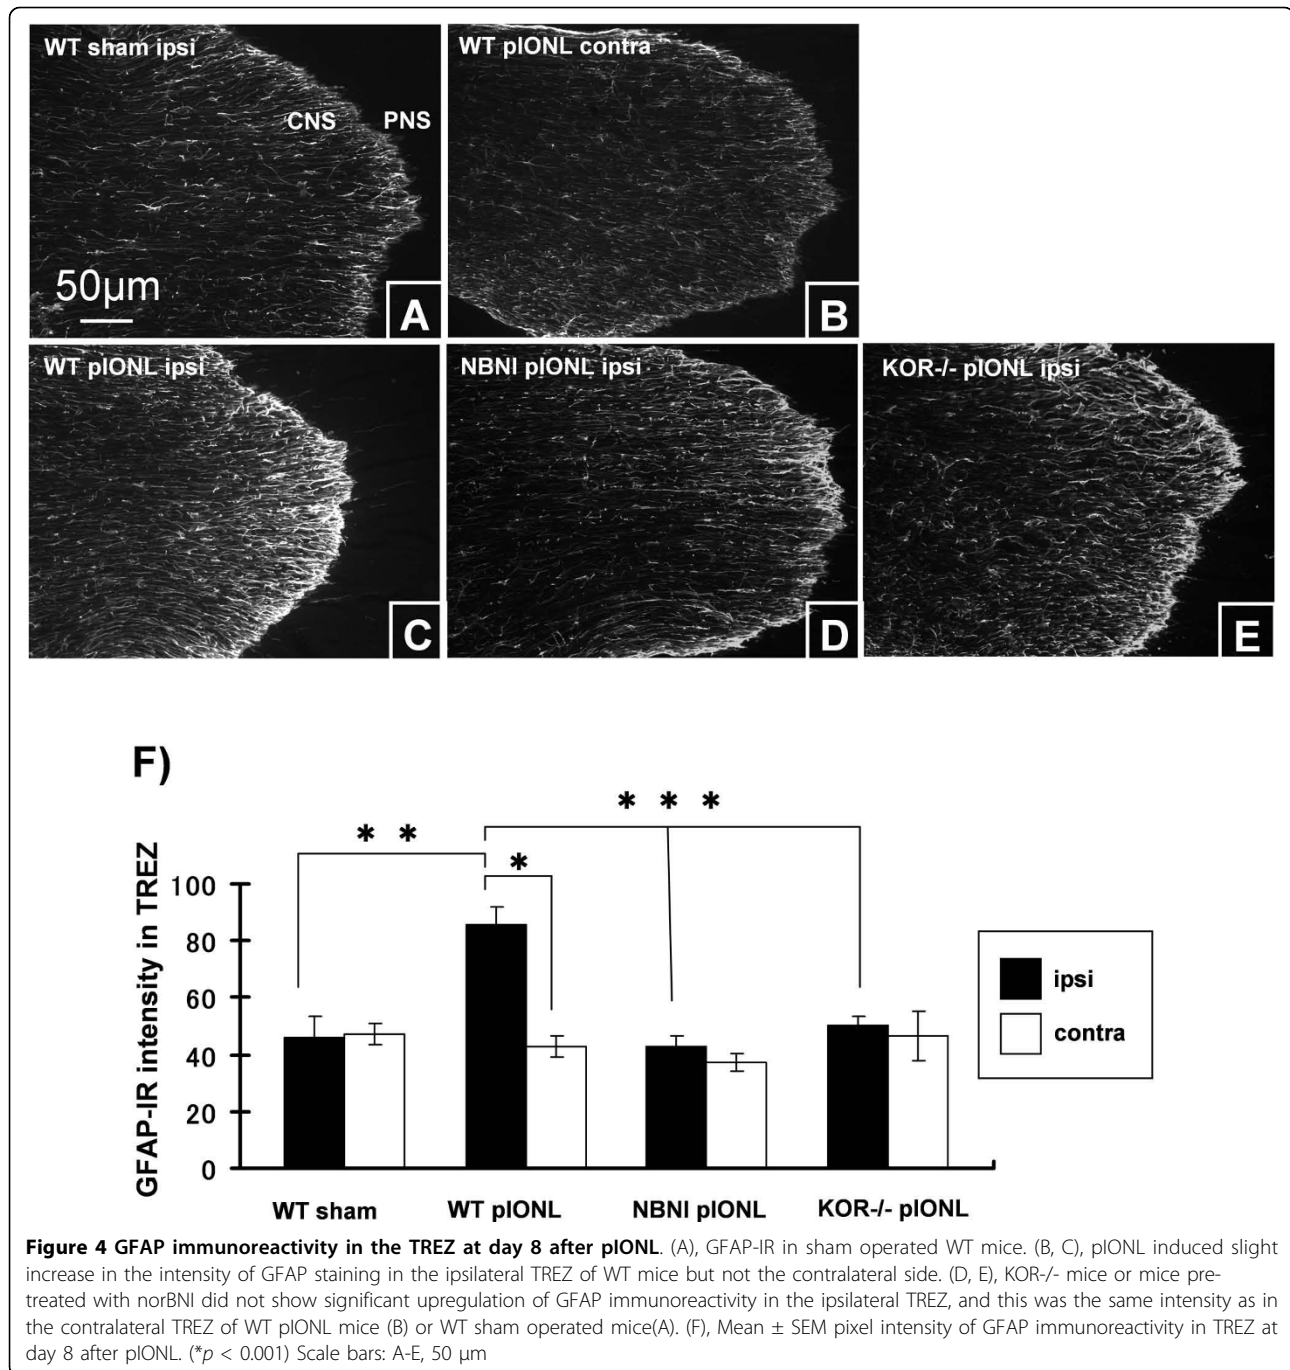 WT sham ipsi
CNS PNS
50µm
A
WT pIONL contra
B
WT pIONL ipsi
C
NBNI pIONL ipsi
D
KOR-/- pIONL ipsi
E
F)
* * *
* *
*
GFAP-IR intensity in TREZ
100
80
60
40
20
0
ipsi
contra
WT sham WT pIONL NBNI pIONL KOR-/- pIONL
Figure 4 GFAP immunoreactivity in the TREZ at day 8 after pIONL. (A), GFAP-IR in sham operated WT mice. (B, C), pIONL induced slight
increase in the intensity of GFAP staining in the ipsilateral TREZ of WT mice but not the contralateral side. (D, E), KOR-/- mice or mice pre-
treated with norBNI did not show significant upregulation of GFAP immunoreactivity in the ipsilateral TREZ, and this was the same intensity as in
the contralateral TREZ of WT pIONL mice (B) or WT sham operated mice(A). (F), Mean ± SEM pixel intensity of GFAP immunoreactivity in TREZ at
day 8 after pIONL. (*p < 0.001) Scale bars: A-E, 50 μm